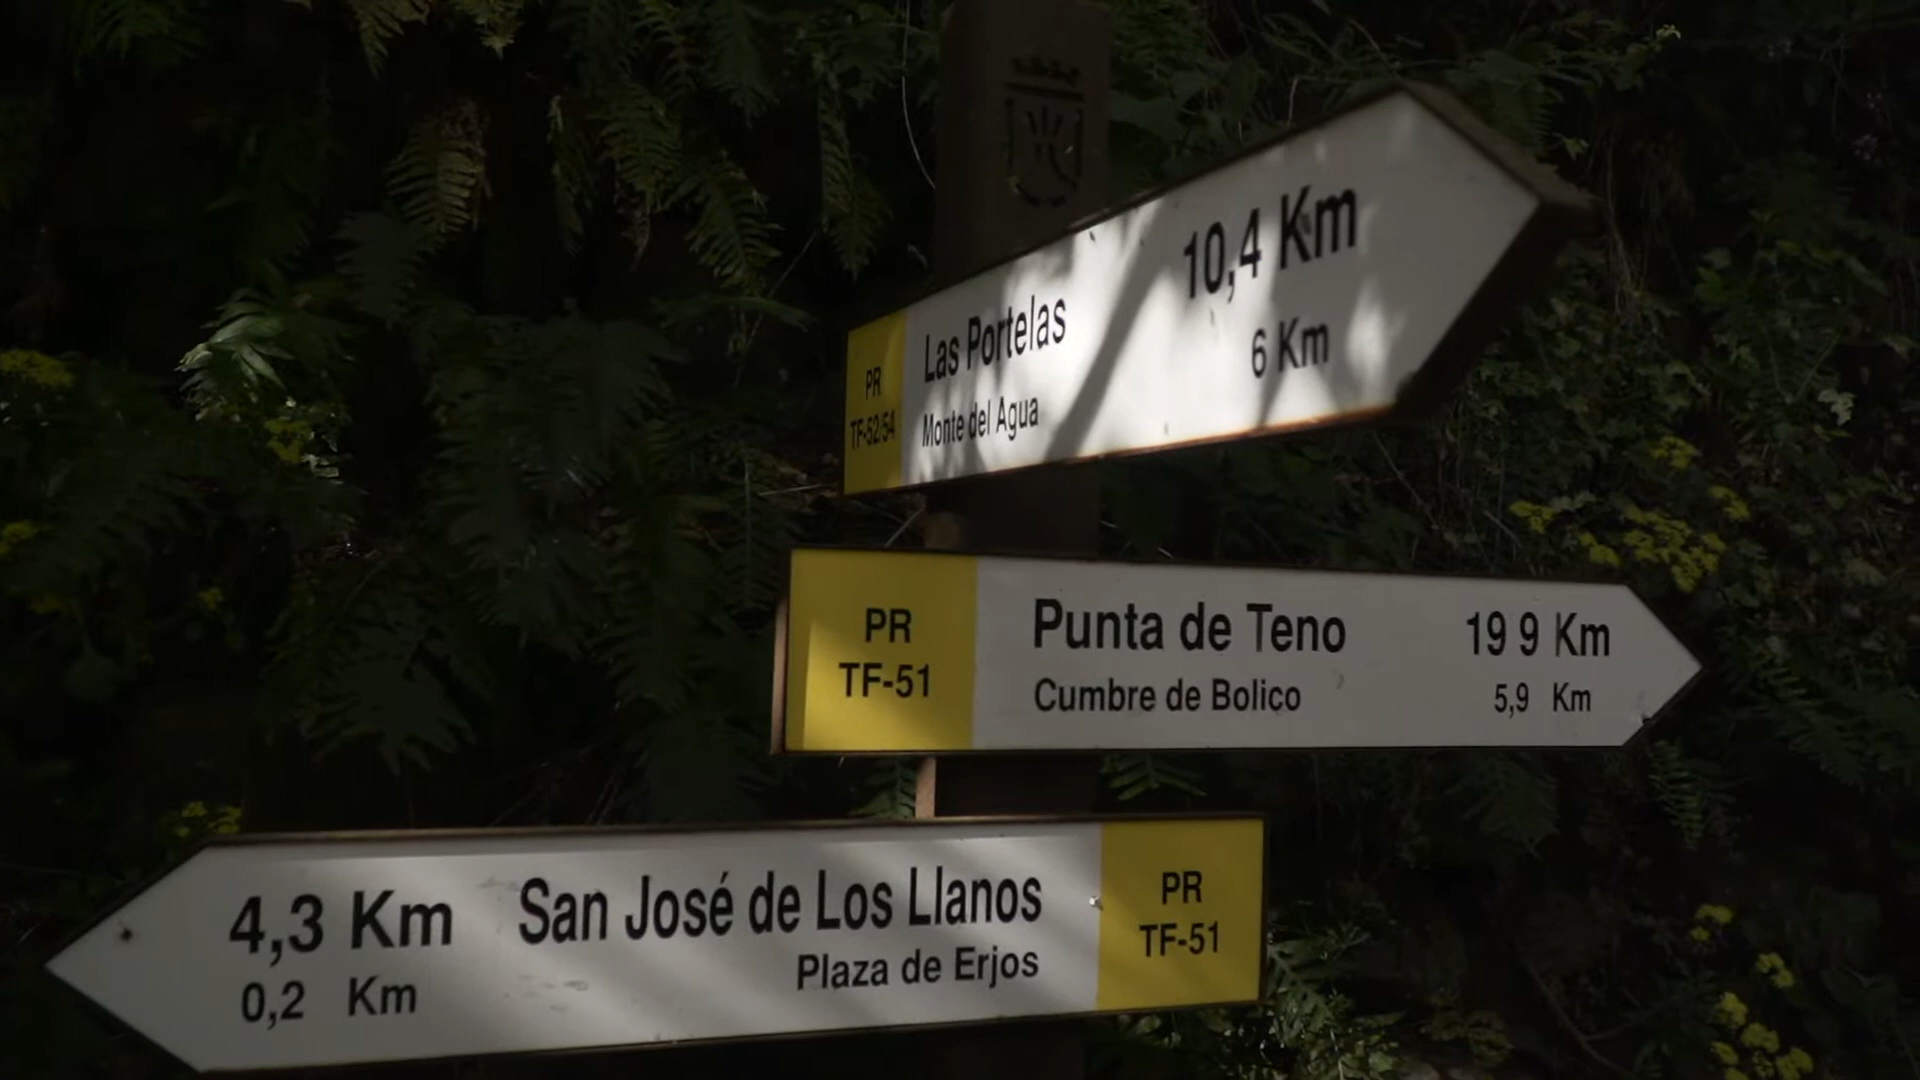 PR
TF-52/54
Las Portelas 10,4 Km
Monte del Agua 6 Km
PR
TF-51
Punta de Teno 19 9 Km
Cumbre de Bolico 5,9 Km
4,3 Km San José de Los Llanos
0,2 Km Plaza de Erjos
PR
TF-51